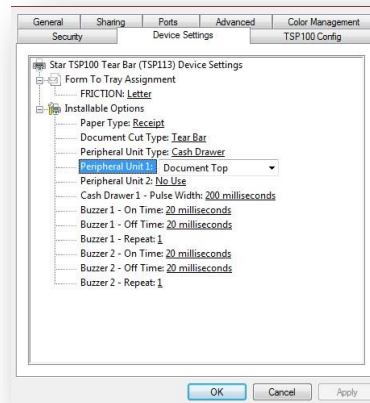 General Sharing Ports Advanced Color Management
Security Device Settings TSP100 Config
Star TSP100 Tear Bar (TSP113) Device Settings
Form To Tray Assignment
FRICTION: Letter
Installable Options
Paper Type: Receipt
Document Cut Type: Tear Bar
Peripheral Unit Type: Cash Drawer
Peripheral Unit 1: Document Top
Peripheral Unit 2: No Use
Cash Drawer 1 - Pulse Width: 200 milliseconds
Buzzer 1 - On Time: 20 milliseconds
Buzzer 1 - Off Time: 20 milliseconds
Buzzer 1 - Repeat: 1
Buzzer 2 - On Time: 20 milliseconds
Buzzer 2 - Off Time: 20 milliseconds
Buzzer 2 - Repeat: 1
OK Cancel Apply